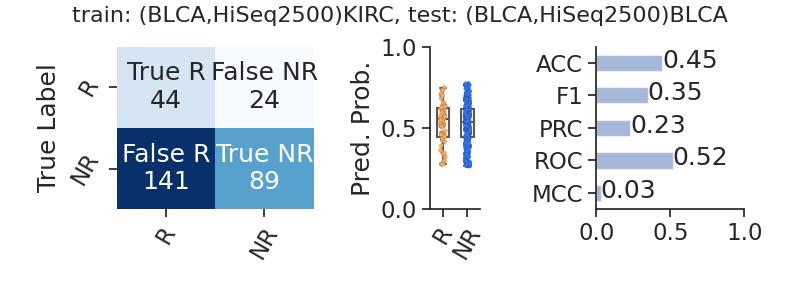 train: (BLCA,HiSeq2500)KIRC, test: (BLCA,HiSeq2500)BLCA
True Label
R
NR
True R
44
False NR
24
False R
141
True NR
89
R
NR
Pred. Prob.
1.0
0.5
0.0
R
NR
ACC
0.45
F1
0.35
PRC
0.23
ROC
0.52
MCC
0.03
0.0
0.5
1.0